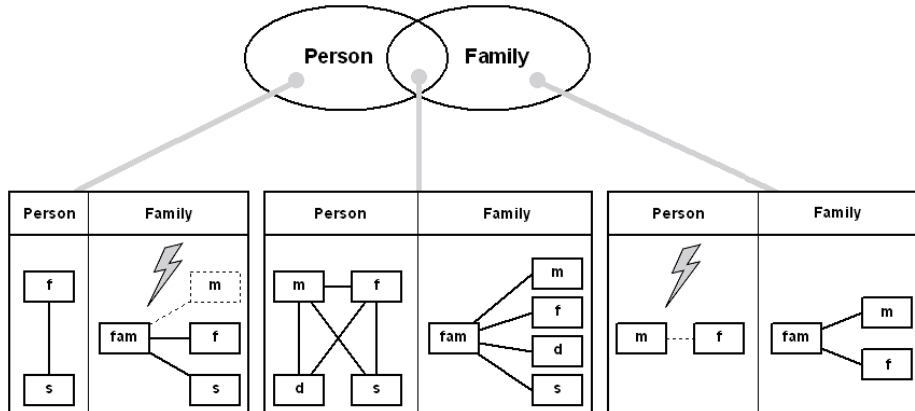 Person Family
Person Family Person Family Person Family
f m m f m m
fam f fam f m f fam
d f
s s d s s